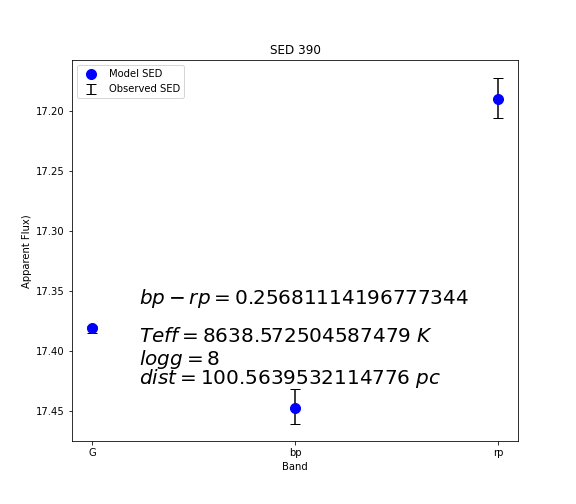 SED 390
Model SED
Observed SED
17.20
17.25
17.30
17.35
17.40
17.45
Apparent Flux)
bp − rp = 0.25681114196777344
Teff = 8638.572504587479 K
logg = 8
dist = 100.5639532114776 pc
G
bp
rp
Band